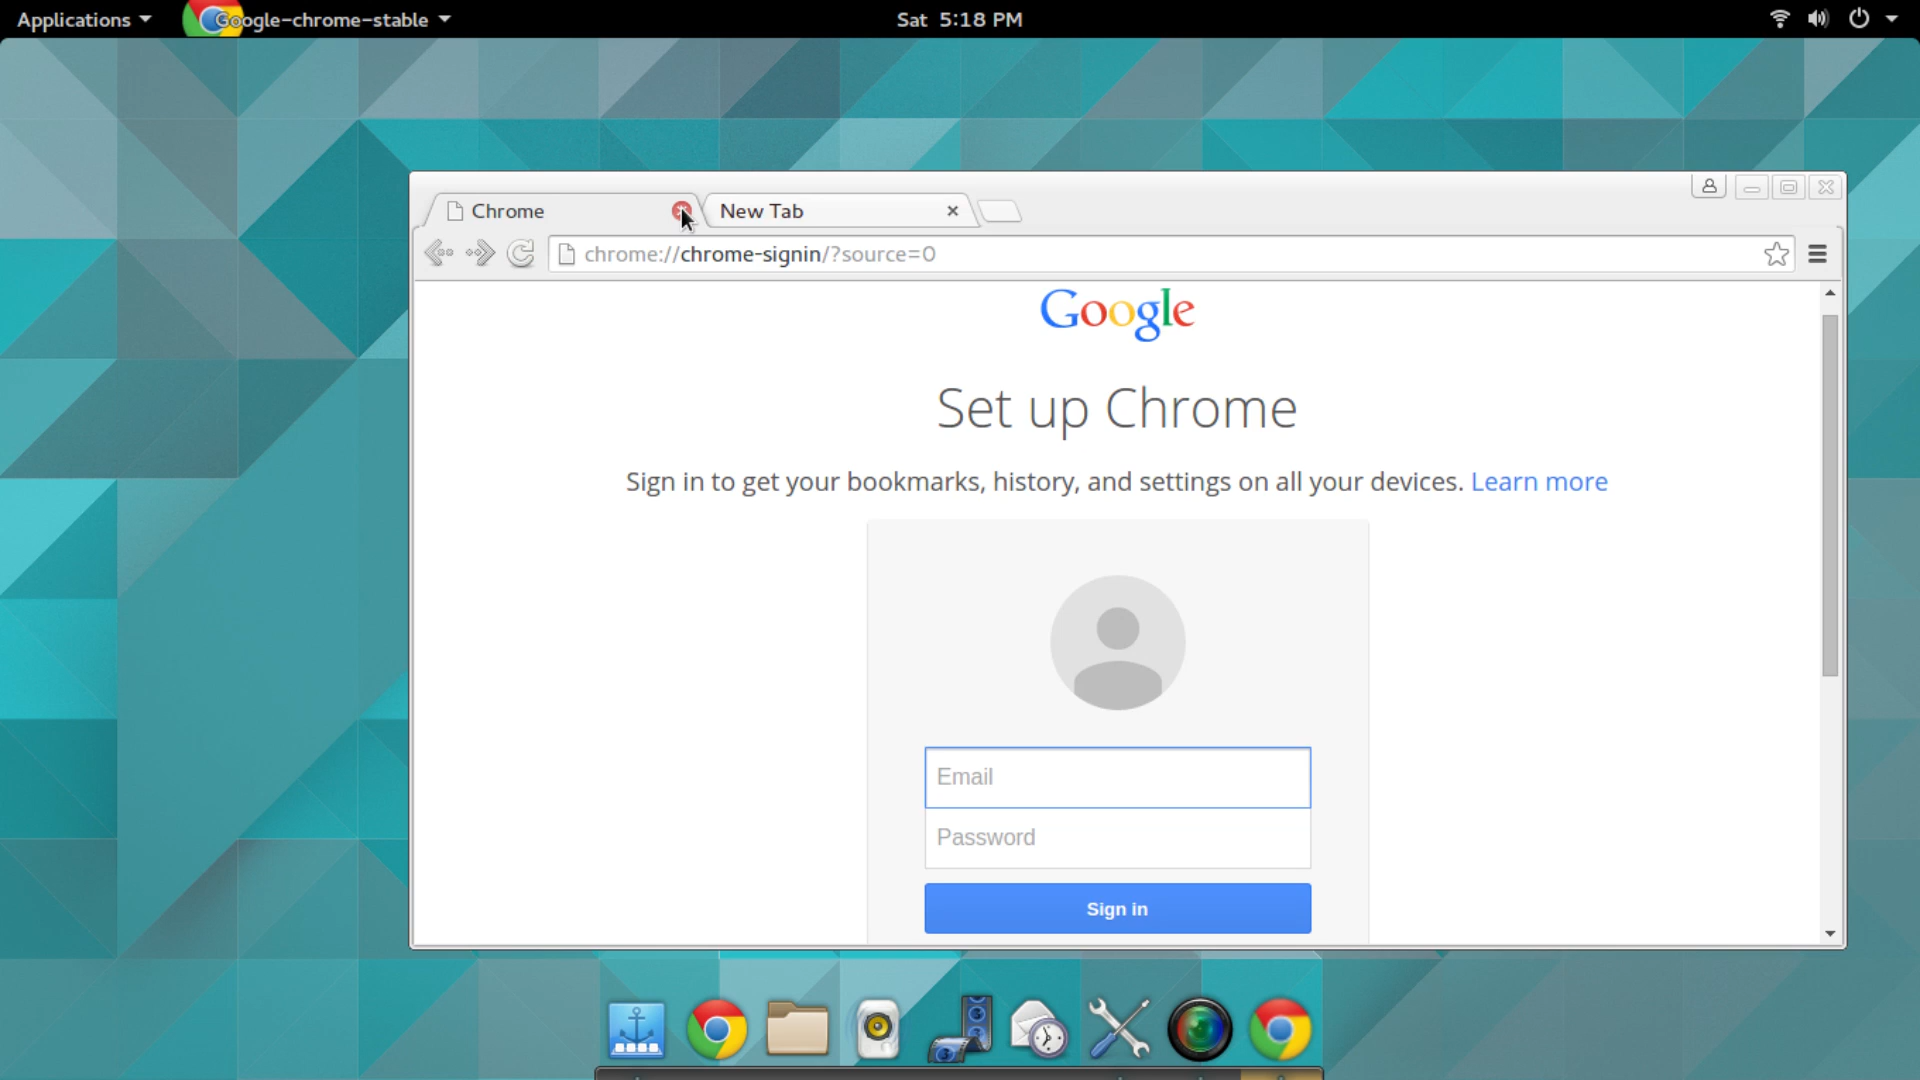 Applications
Google-chrome-stable
Sat 5:18 PM
Chrome
New Tab
chrome://chrome-signin/?source=0
Google
Set up Chrome
Sign in to get your bookmarks, history, and settings on all your devices. Learn more
Email
Password
Sign in